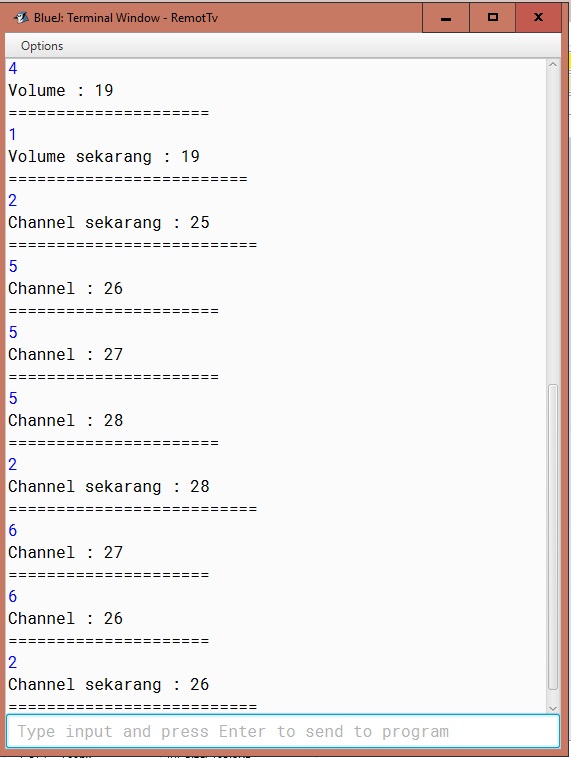 BlueJ: Terminal Window - RemotTv
Options
4
Volume : 19
=====================
1
Volume sekarang : 19
=========================
2
Channel sekarang : 25
==========================
5
Channel : 26
======================
5
Channel : 27
======================
5
Channel : 28
======================
2
Channel sekarang : 28
==========================
6
Channel : 27
=====================
6
Channel : 26
=====================
2
Channel sekarang : 26
==========================
Type input and press Enter to send to program